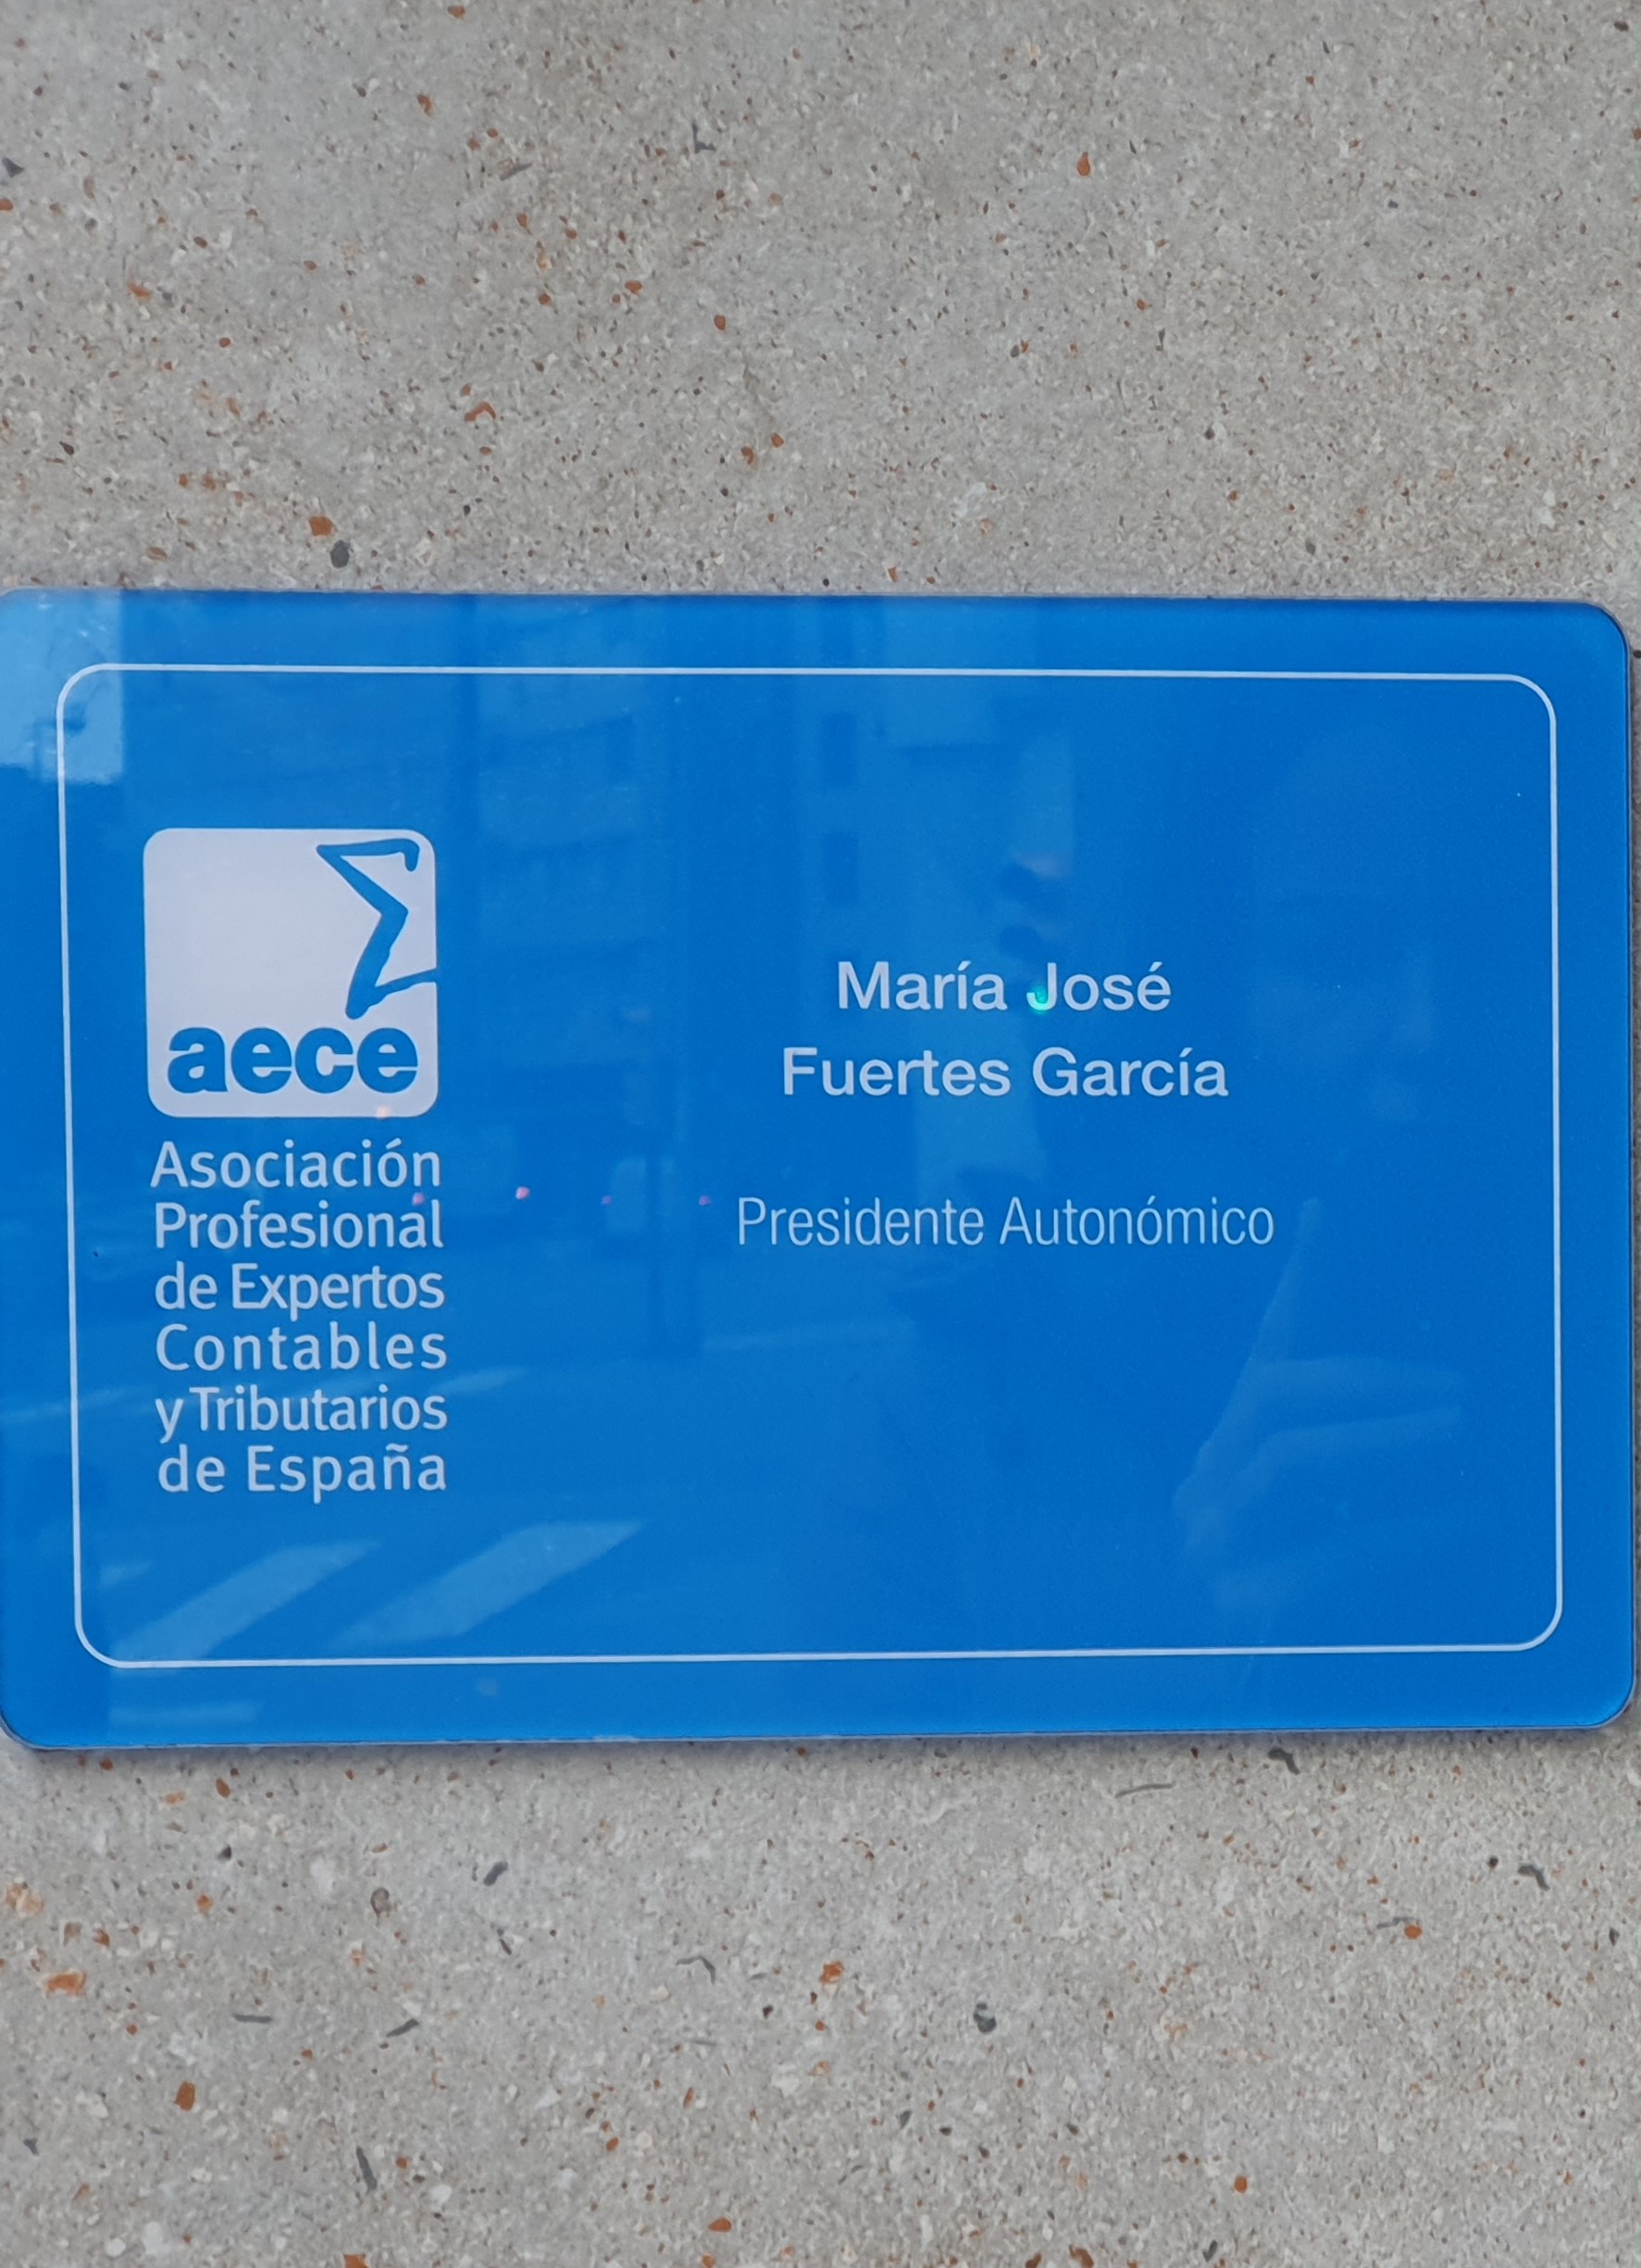 aece
Asociación
Profesional
de Expertos
Contables
y Tributarios
de España
María José
Fuertes García
Presidente Autonómico